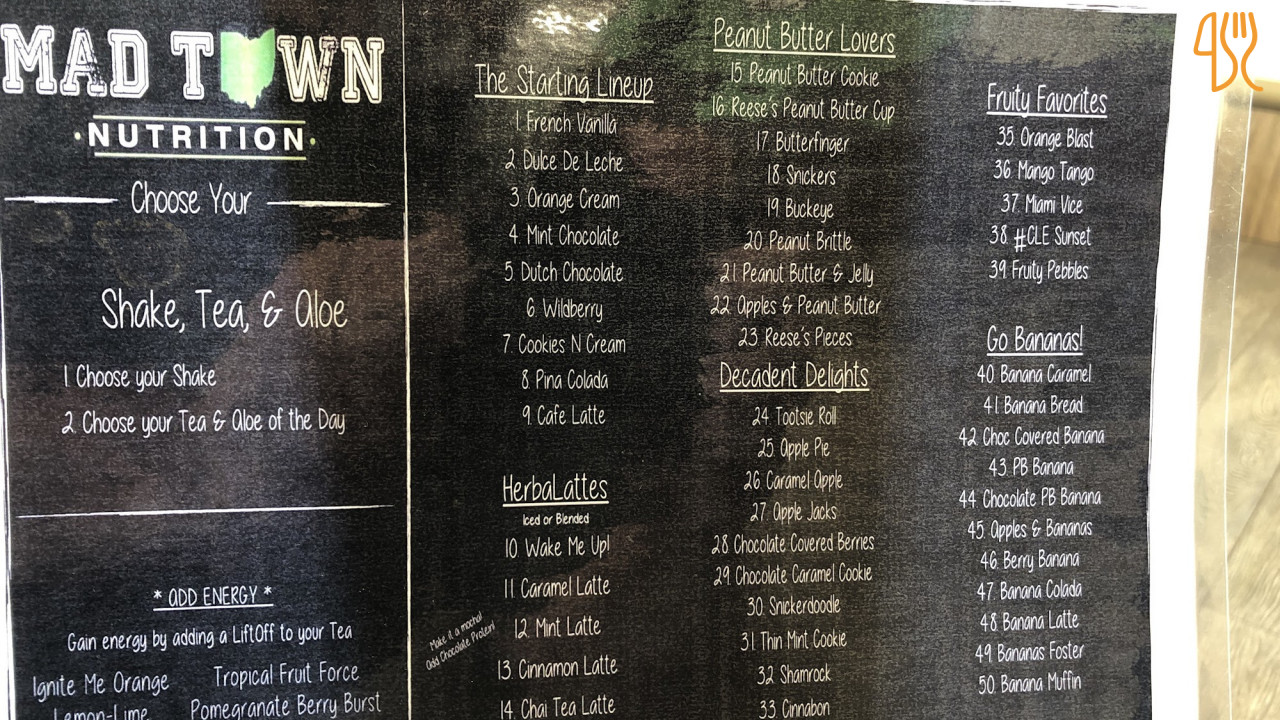 MAD TOWN
NUTRITION
Choose Your
Shake, Tea, & Aloe
1 Choose your Shake
2. Choose your Tea & Aloe of the Day
* ADD ENERGY *
Gain energy by adding a LiftOff to your Tea
Ignite Me Orange
Tropical Fruit Force
Lemon-Lime
Pomegranate Berry Burst
The Starting Lineup
1. French Vanilla
2. Dulce De Leche
3. Orange Cream
4. Mint Chocolate
5. Dutch Chocolate
6. Wildberry
7. Cookies N Cream
8. Pina Colada
9. Cafe Latte
HerbaLattes
Iced or Blended
10. Wake Me Up!
11. Caramel Latte
12. Mint Latte
13. Cinnamon Latte
14. Chai Tea Latte
Make it a mocha!
Add Chocolate Protein!
Peanut Butter Lovers
15. Peanut Butter Cookie
16. Reese's Peanut Butter Cup
17. Butterfinger
18. Snickers
19. Buckeye
20. Peanut Brittle
21. Peanut Butter & Jelly
22. Apples & Peanut Butter
23. Reese's Pieces
Decadent Delights
24. Tootsie Roll
25. Apple Pie
26. Caramel Apple
27. Apple Jacks
28. Chocolate Covered Berries
29. Chocolate Caramel Cookie
30. Snickerdoodle
31. Thin Mint Cookie
32. Shamrock
33. Cinnabon
Fruity Favorites
35. Orange Blast
36. Mango Tango
37. Miami Vice
38. #CLE Sunset
39. Fruity Pebbles
Go Bananas!
40. Banana Caramel
41. Banana Bread
42. Choc Covered Banana
43. PB Banana
44. Chocolate PB Banana
45. Apples & Bananas
46. Berry Banana
47. Banana Colada
48. Banana Latte
49. Bananas Foster
50. Banana Muffin